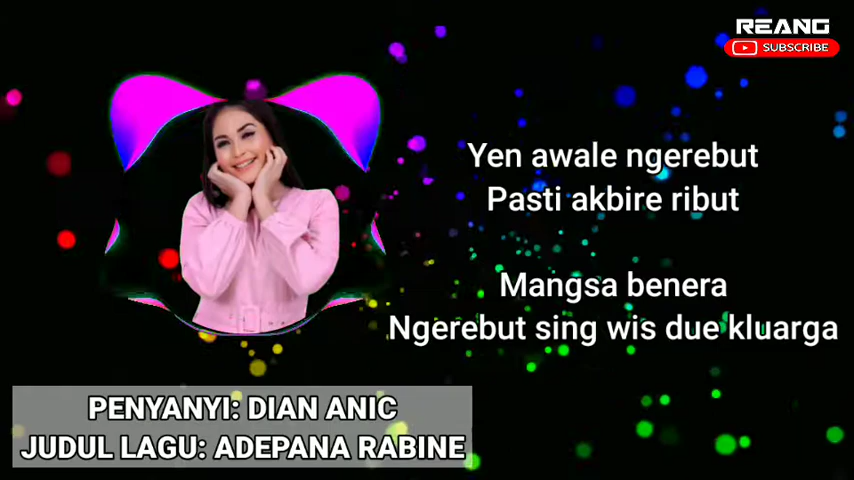 REANG
SUBSCRIBE
Yen awale ngerebut
Pasti akbire ribut
Mangsa benera
Ngerebut sing wis due kluarga
PENYANYI: DIAN ANIC
JUDUL LAGU: ADEPANA RABINE